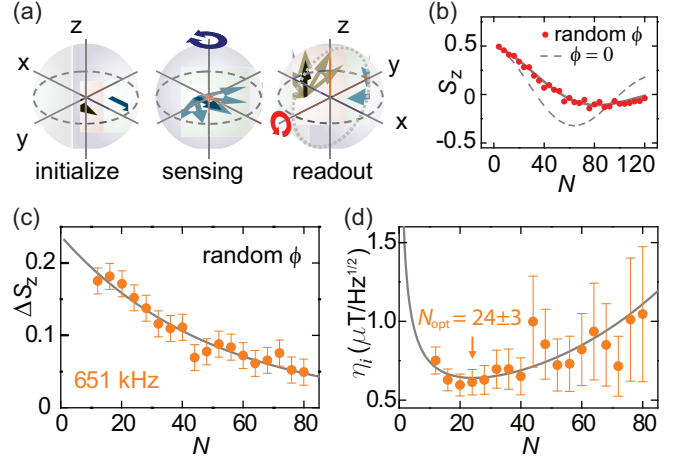 (a)
z z z
x y
y x
initialize sensing readout
(b)
random ϕ
ϕ = 0
S_z
0.5
0
-0.5
0 40 80 120
N
(c)
random ϕ
ΔS_z
0.2
0.1
0
651 kHz
0 20 40 60 80
N
(d)
η_i (μT/Hz^{1/2})
1.5
1.0
0.5
N_opt = 24±3
0 20 40 60 80
N